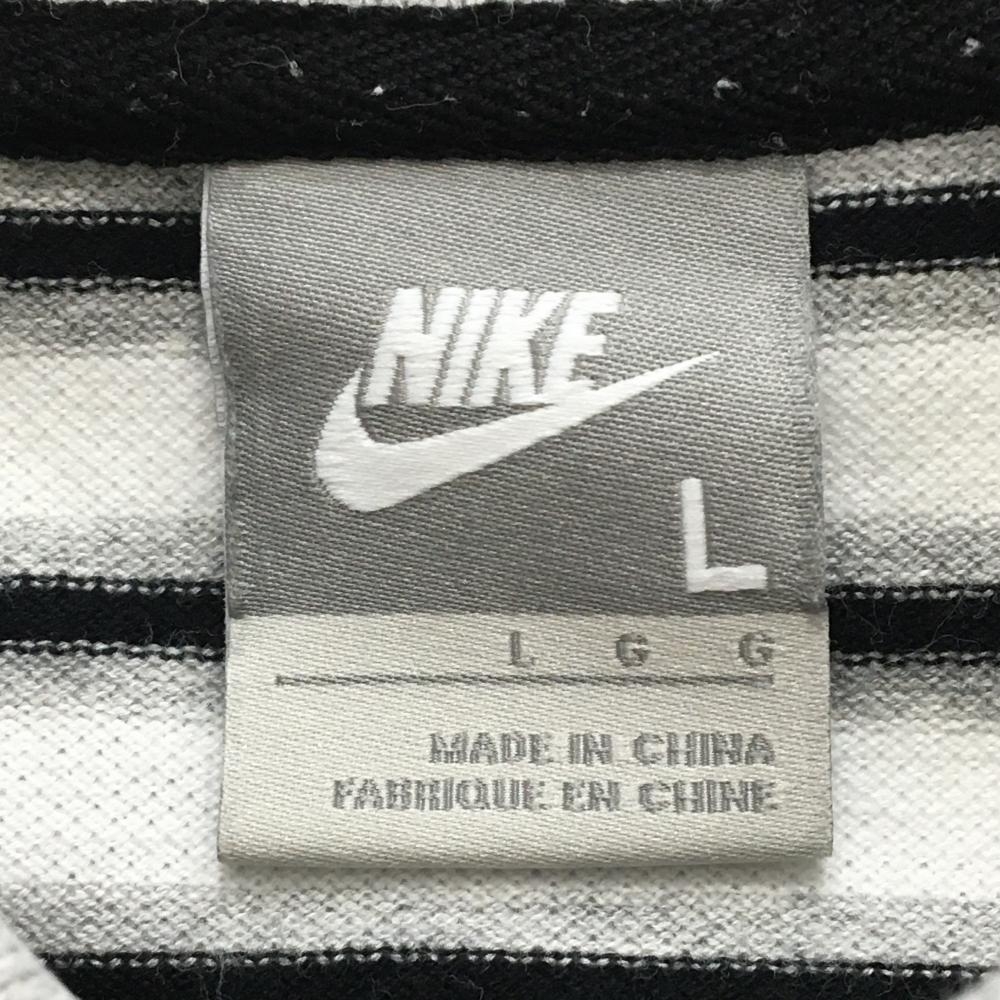 NIKE
L
L G G
MADE IN CHINA
FABRIQUE EN CHINE